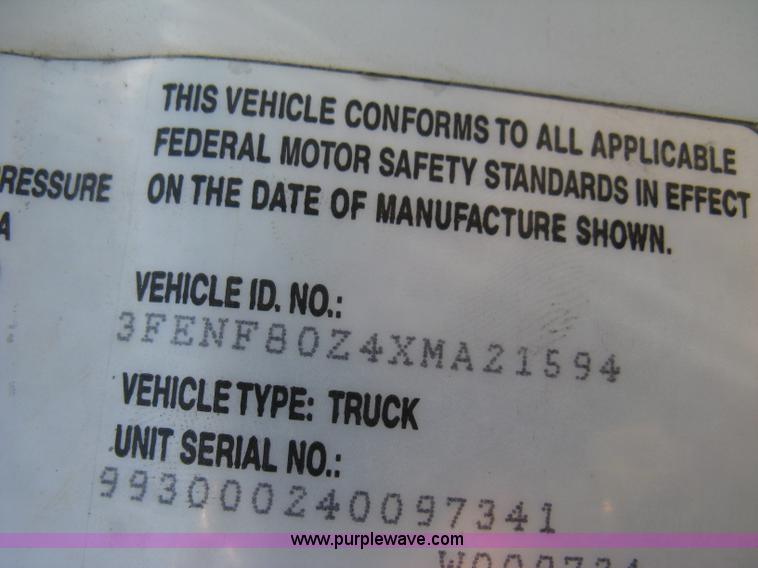 THIS VEHICLE CONFORMS TO ALL APPLICABLE
FEDERAL MOTOR SAFETY STANDARDS IN EFFECT
ON THE DATE OF MANUFACTURE SHOWN.
RESSURE
A
VEHICLE ID. NO.:
3FENF80Z4XMA21594
VEHICLE TYPE: TRUCK
UNIT SERIAL NO.:
993000240097341
www.purplewave.com